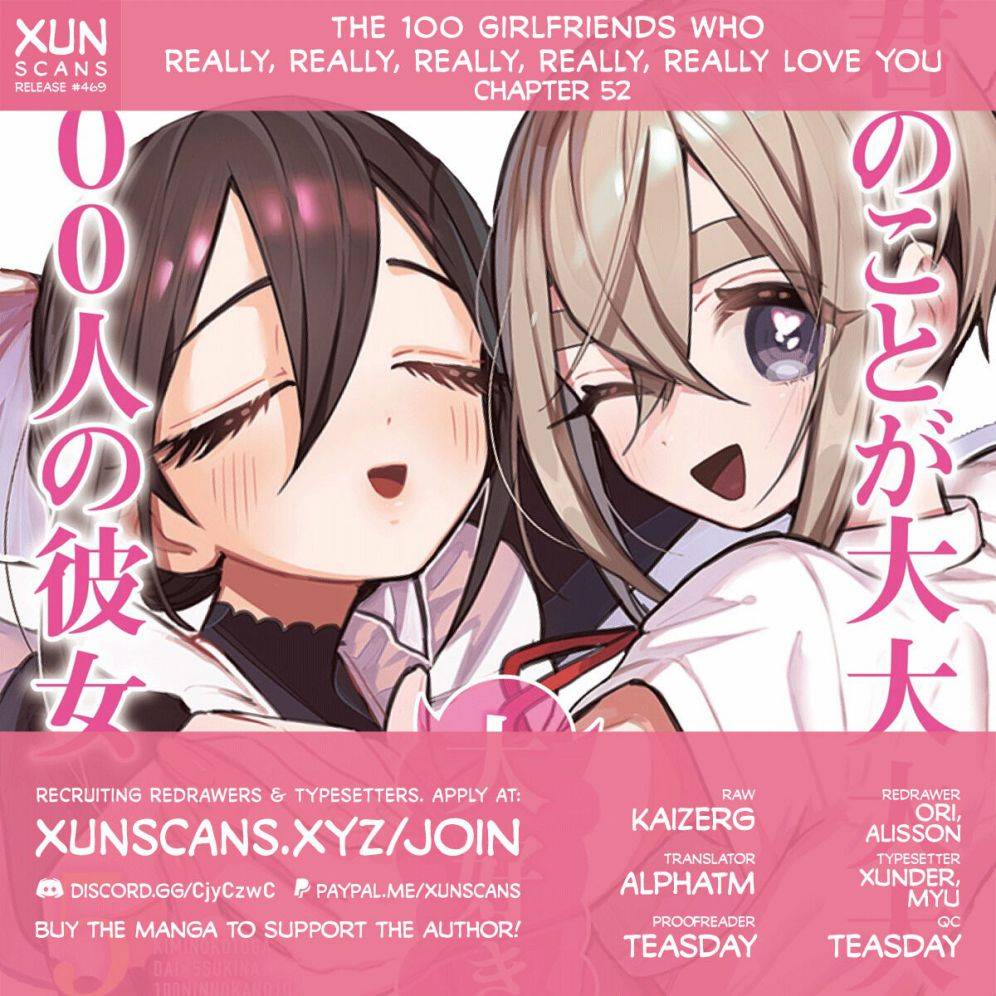 XUN
SCANS
RELEASE #469
THE 100 GIRLFRIENDS WHO
REALLY, REALLY, REALLY, REALLY, REALLY LOVE YOU
CHAPTER 52
君のことが大大大
00人の彼女
RECRUITING REDRAWERS & TYPESETTERS. APPLY AT:
XUNSCANS.XYZ/JOIN
DISCORD.GG/CjyCzwC
PAYPAL.ME/XUNSCANS
BUY THE MANGA TO SUPPORT THE AUTHOR!
RAW
KAIZERG
TRANSLATOR
ALPHATM
PROOFREADER
TEASDAY
REDRAWER
ORI,
ALISSON
TYPESETTER
XUNDER,
MYU
QC
TEASDAY
5